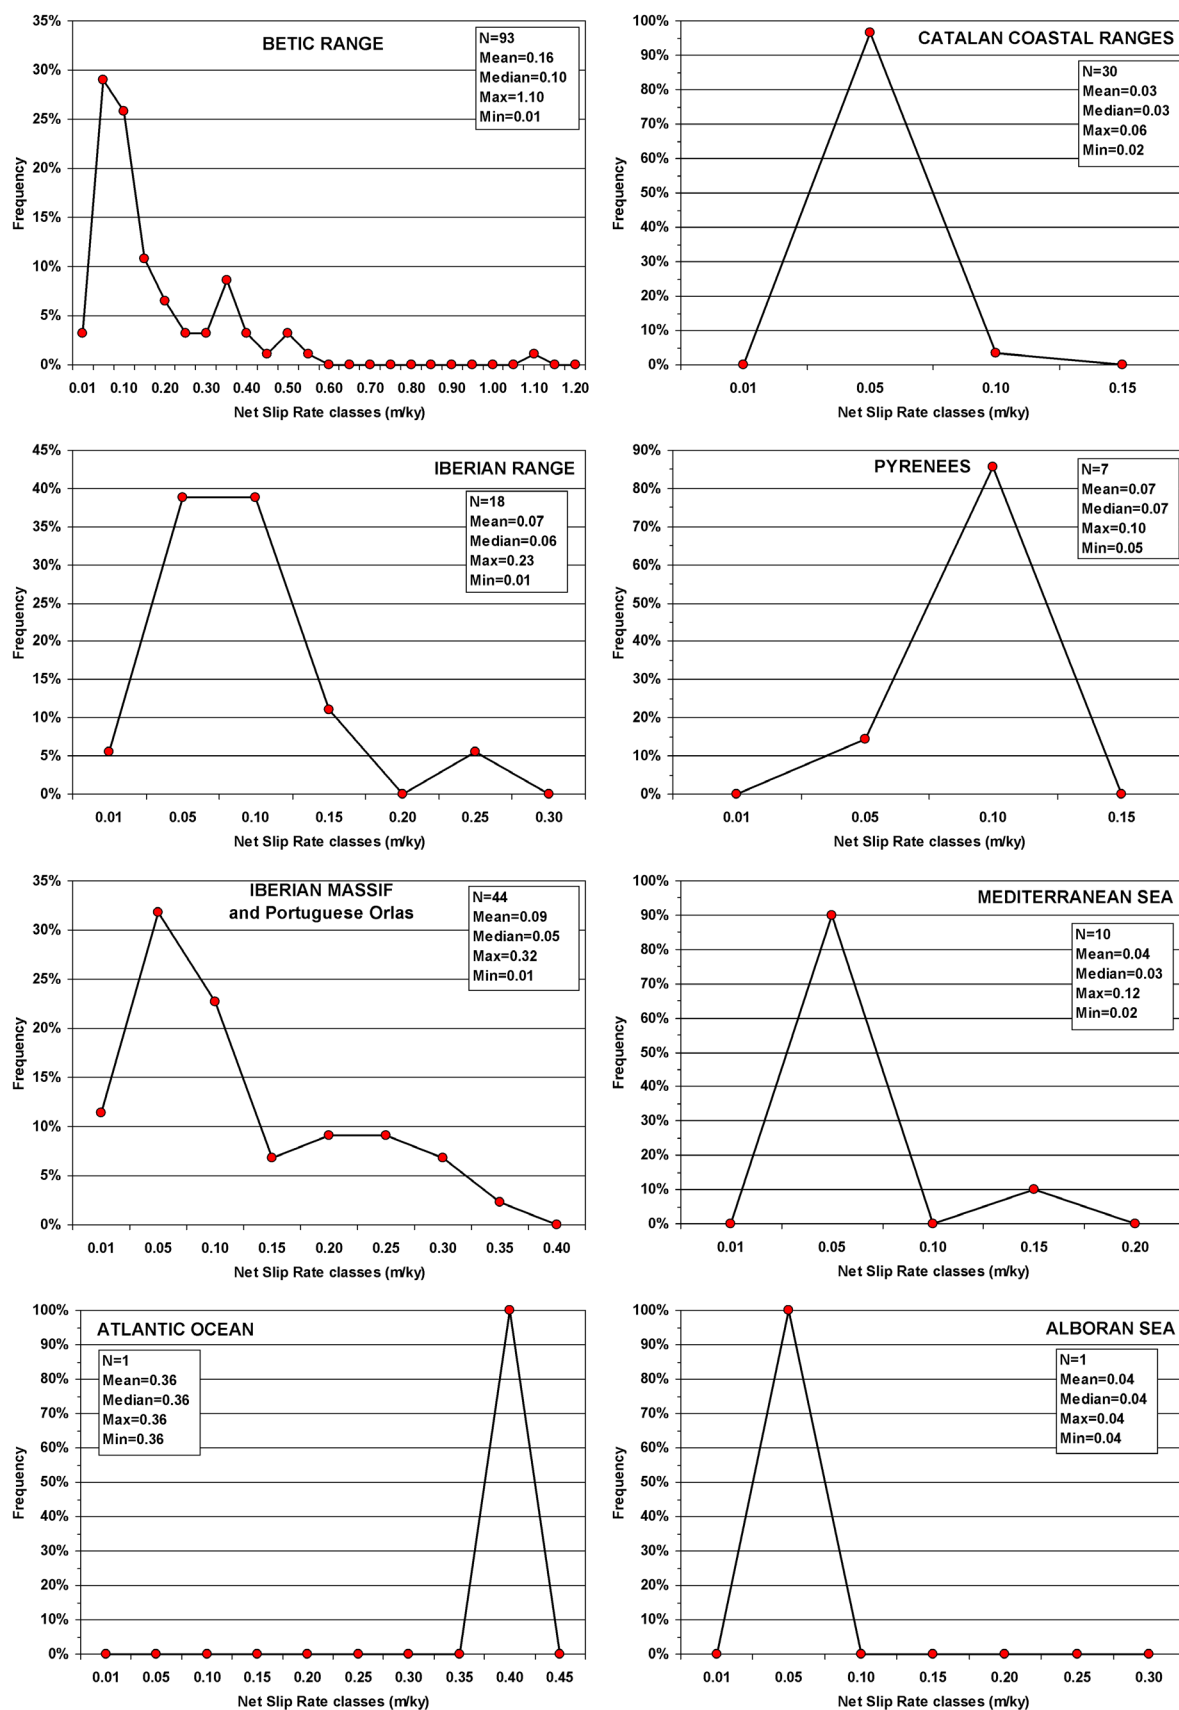 BETIC RANGE
N=93
Mean=0.16
Median=0.10
Max=1.10
Min=0.01
35%
30%
25%
20%
15%
10%
5%
0%
Frequency
0.01 0.10 0.20 0.30 0.40 0.50 0.60 0.70 0.80 0.90 1.00 1.10 1.20
Net Slip Rate classes (m/ky)
CATALAN COASTAL RANGES
N=30
Mean=0.03
Median=0.03
Max=0.06
Min=0.02
100%
90%
80%
70%
60%
50%
40%
30%
20%
10%
0%
Frequency
0.01 0.05 0.10 0.15
Net Slip Rate classes (m/ky)
IBERIAN RANGE
N=18
Mean=0.07
Median=0.06
Max=0.23
Min=0.01
45%
40%
35%
30%
25%
20%
15%
10%
5%
0%
Frequency
0.01 0.05 0.10 0.15 0.20 0.25 0.30
Net Slip Rate classes (m/ky)
PYRENEES
N=7
Mean=0.07
Median=0.07
Max=0.10
Min=0.05
90%
80%
70%
60%
50%
40%
30%
20%
10%
0%
Frequency
0.01 0.05 0.10 0.15
Net Slip Rate classes (m/ky)
IBERIAN MASSIF
and Portuguese Orlas
N=44
Mean=0.09
Median=0.05
Max=0.32
Min=0.01
35%
30%
25%
20%
15%
10%
5%
0%
Frequency
0.01 0.05 0.10 0.15 0.20 0.25 0.30 0.35 0.40
Net Slip Rate classes (m/ky)
MEDITERRANEAN SEA
N=10
Mean=0.04
Median=0.03
Max=0.12
Min=0.02
100%
90%
80%
70%
60%
50%
40%
30%
20%
10%
0%
Frequency
0.01 0.05 0.10 0.15 0.20
Net Slip Rate classes (m/ky)
ATLANTIC OCEAN
N=1
Mean=0.36
Median=0.36
Max=0.36
Min=0.36
100%
90%
80%
70%
60%
50%
40%
30%
20%
10%
0%
Frequency
0.01 0.05 0.10 0.15 0.20 0.25 0.30 0.35 0.40 0.45
Net Slip Rate classes (m/ky)
ALBORAN SEA
N=1
Mean=0.04
Median=0.04
Max=0.04
Min=0.04
100%
90%
80%
70%
60%
50%
40%
30%
20%
10%
0%
Frequency
0.01 0.05 0.10 0.15 0.20 0.25 0.30
Net Slip Rate classes (m/ky)